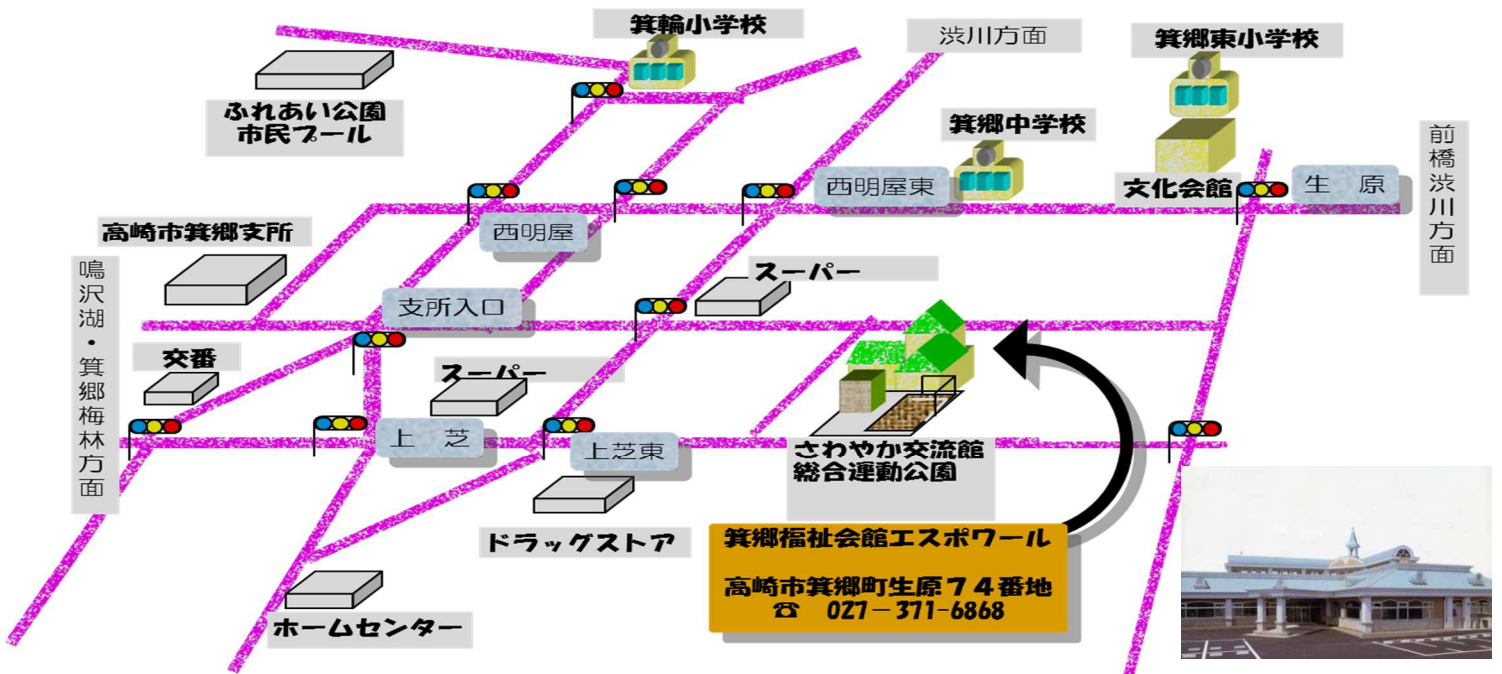 箕輪小学校
渋川方面
箕郷東小学校
ふれあい公園
市民プール
箕郷中学校
前橋渋川方面
西明屋東
文化会館
生 原
高崎市箕郷支所
西明屋
鳴沢湖・箕郷梅林方面
スーパー
支所入口
交番
スーパー
上 芝
上芝東
さわやか交流館
総合運動公園
ドラッグストア
箕郷福祉会館エスポワール
高崎市箕郷町生原74番地
☎ 027-371-6868
ホームセンター